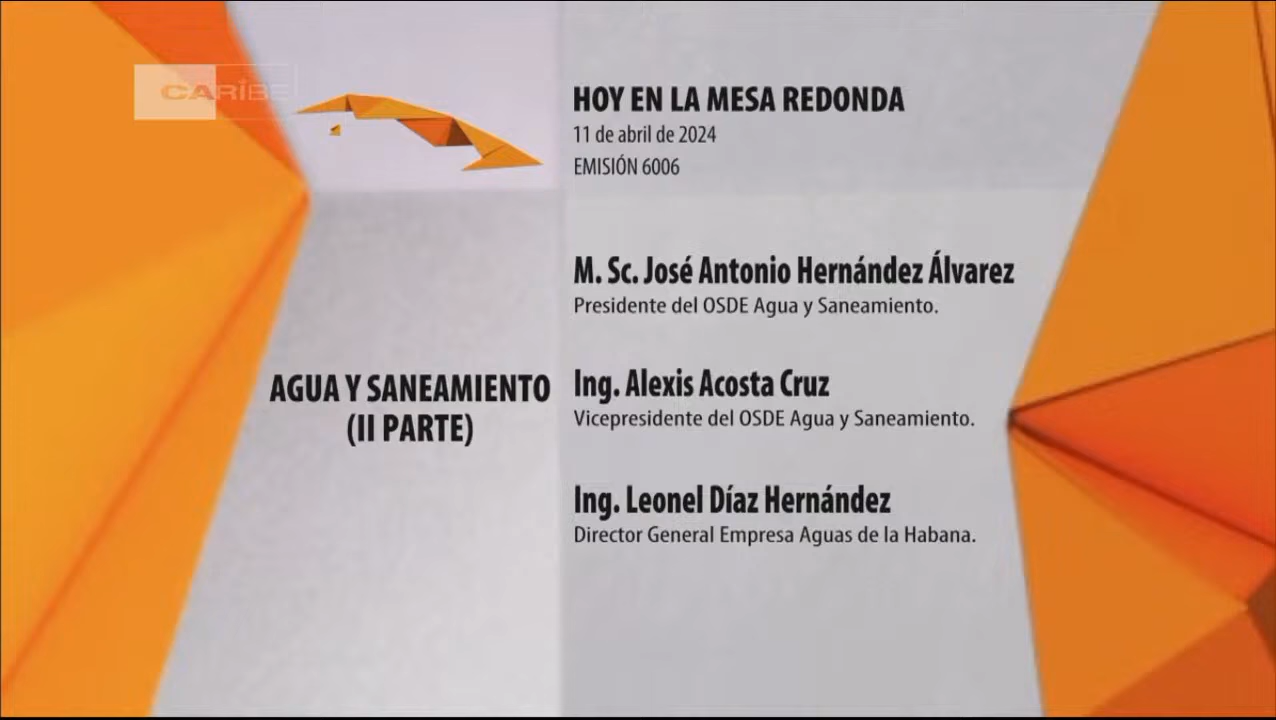 CARIBE
HOY EN LA MESA REDONDA
11 de abril de 2024
EMISIÓN 6006
M. Sc. José Antonio Hernández Álvarez
Presidente del OSDE Agua y Saneamiento.
AGUA Y SANEAMIENTO
(II PARTE)
Ing. Alexis Acosta Cruz
Vicepresidente del OSDE Agua y Saneamiento.
Ing. Leonel Díaz Hernández
Director General Empresa Aguas de la Habana.